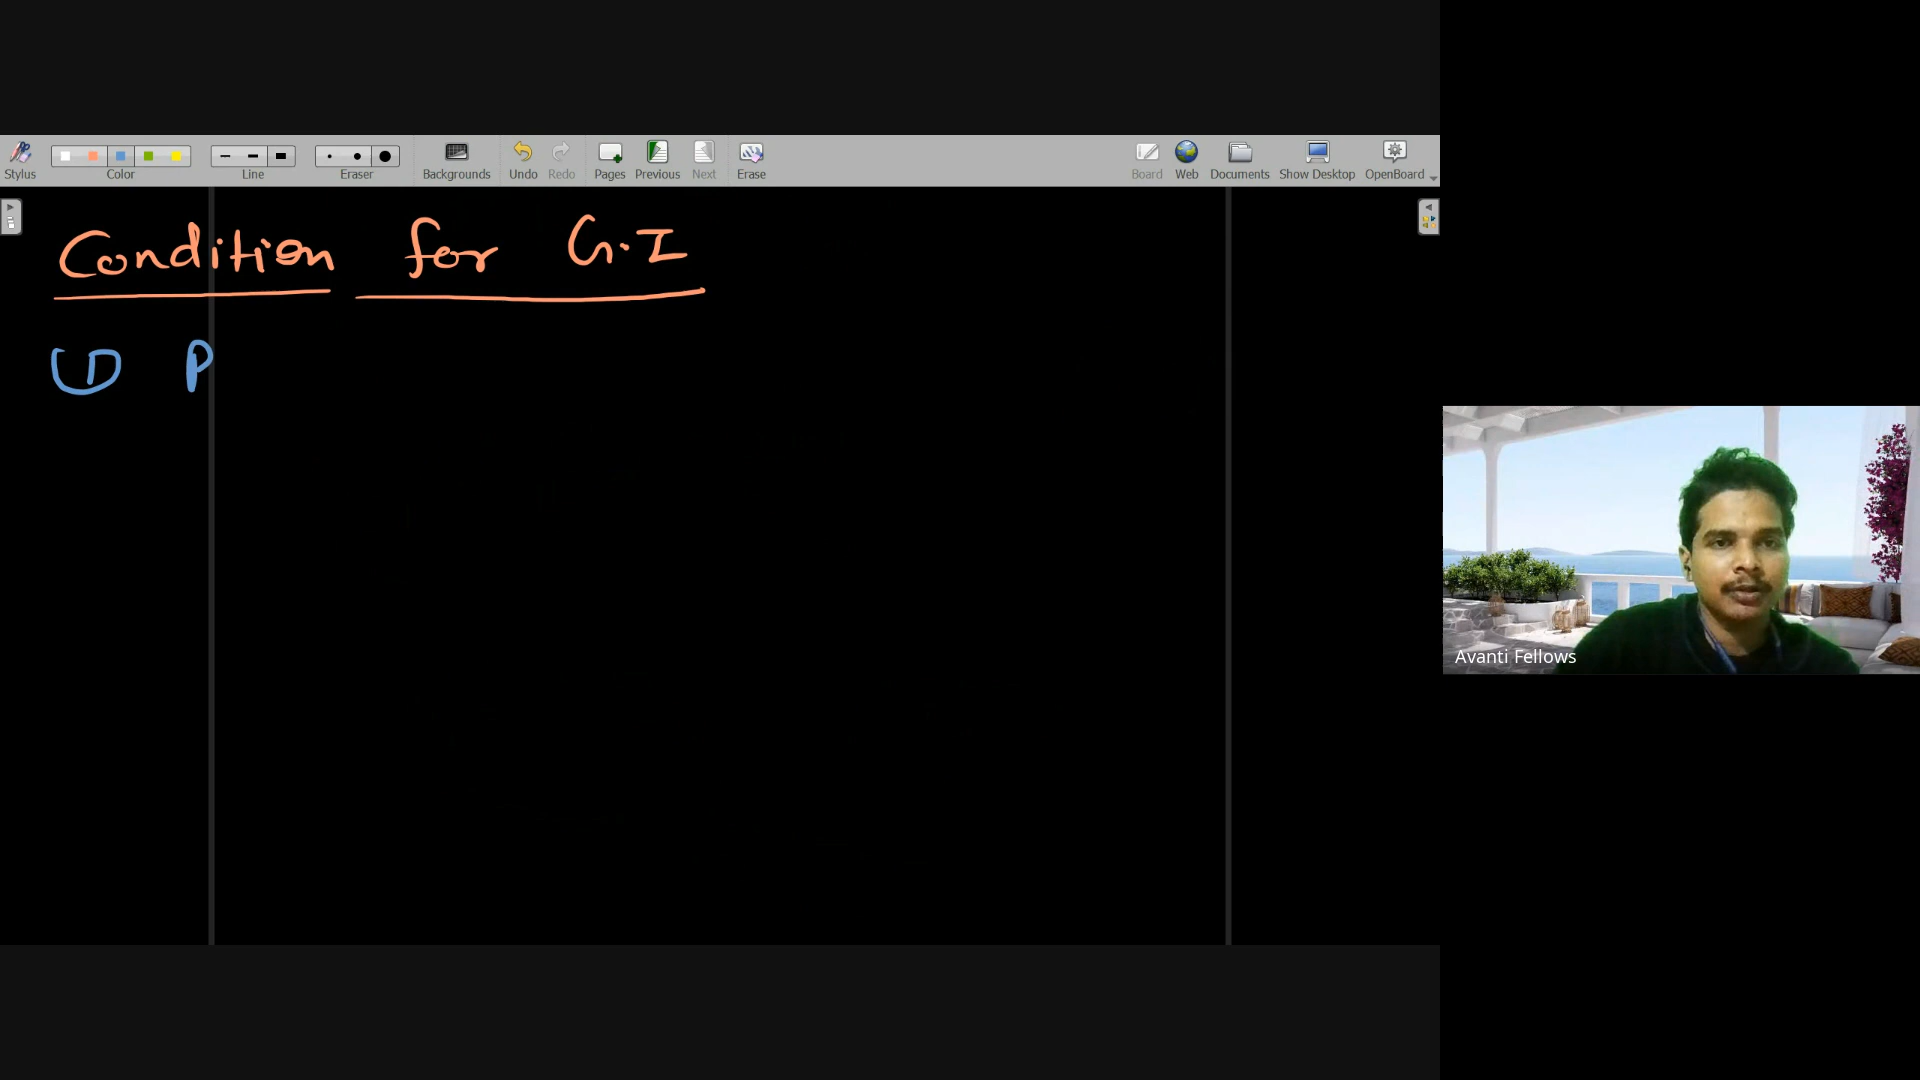 Stylus Color Line Eraser Backgrounds Undo Redo Pages Previous Next Erase Board Web Documents Show Desktop OpenBoard
Condition for G.I
① P
Avanti Fellows